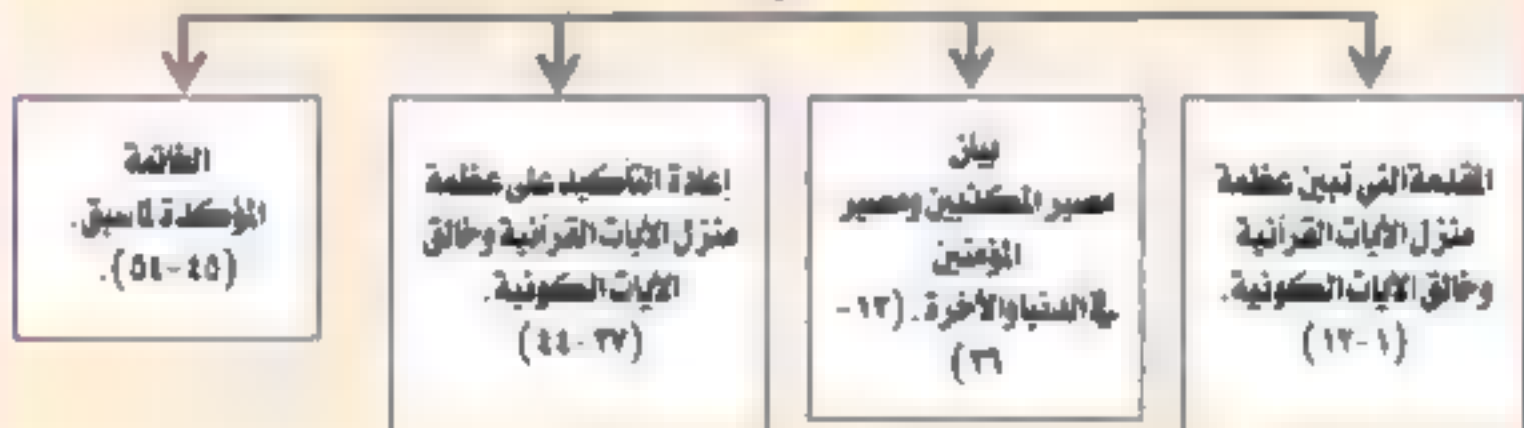 المقدمة التي تبين عظمة
منزل الآيات القرآنية
وخالق الآيات الكونية.
(١-١٢)
بيان
مصير المكذبين ومصير
المؤمنين
في الدنيا والآخرة. (١٣-
٣٦)
إعادة التأكيد على عظمة
منزل الآيات القرآنية وخالق
الآيات الكونية.
(٣٧-٤٤)
الخاتمة
المؤكدة لما سبق.
(٤٥-٥٤).